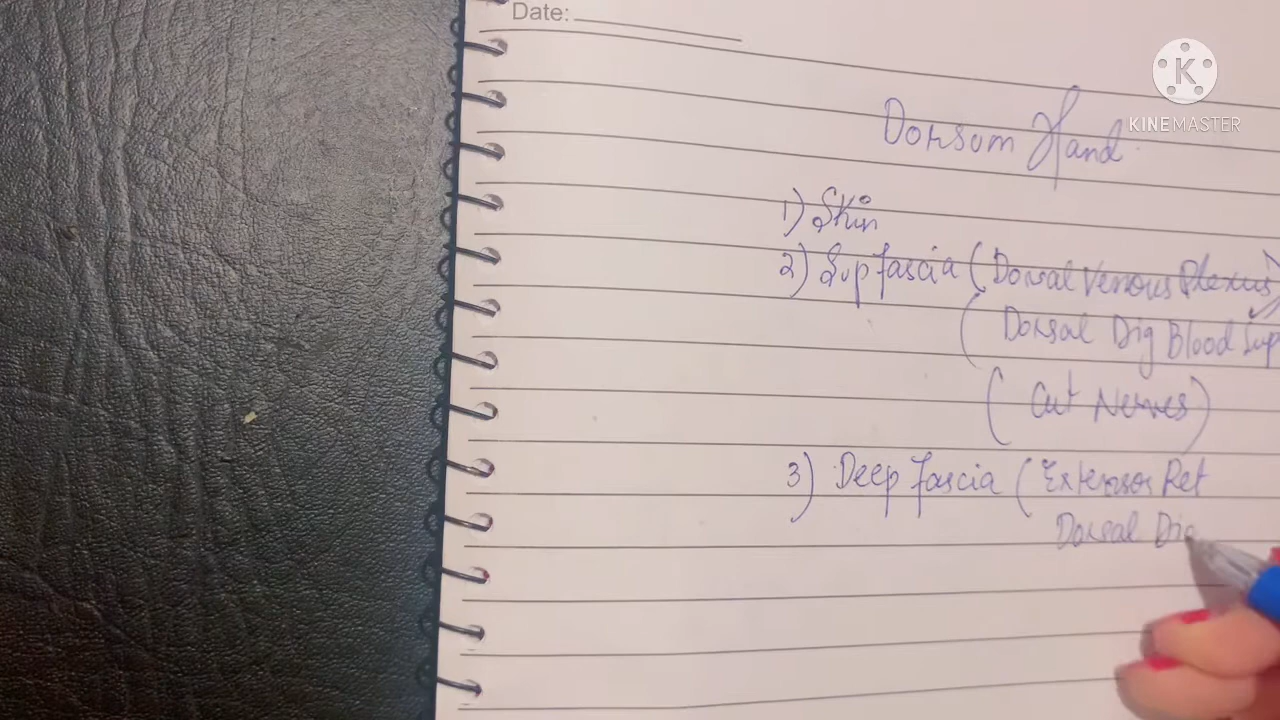 Date:
KINEMASTER
Dorsum Hand
1) Skin
2) Sup fascia (Dorsal Venous Plexus)
(Dorsal Dig Blood Sup
(Cut Nerves)
3) Deep fascia (Extensor Ret
Dorsal Dig